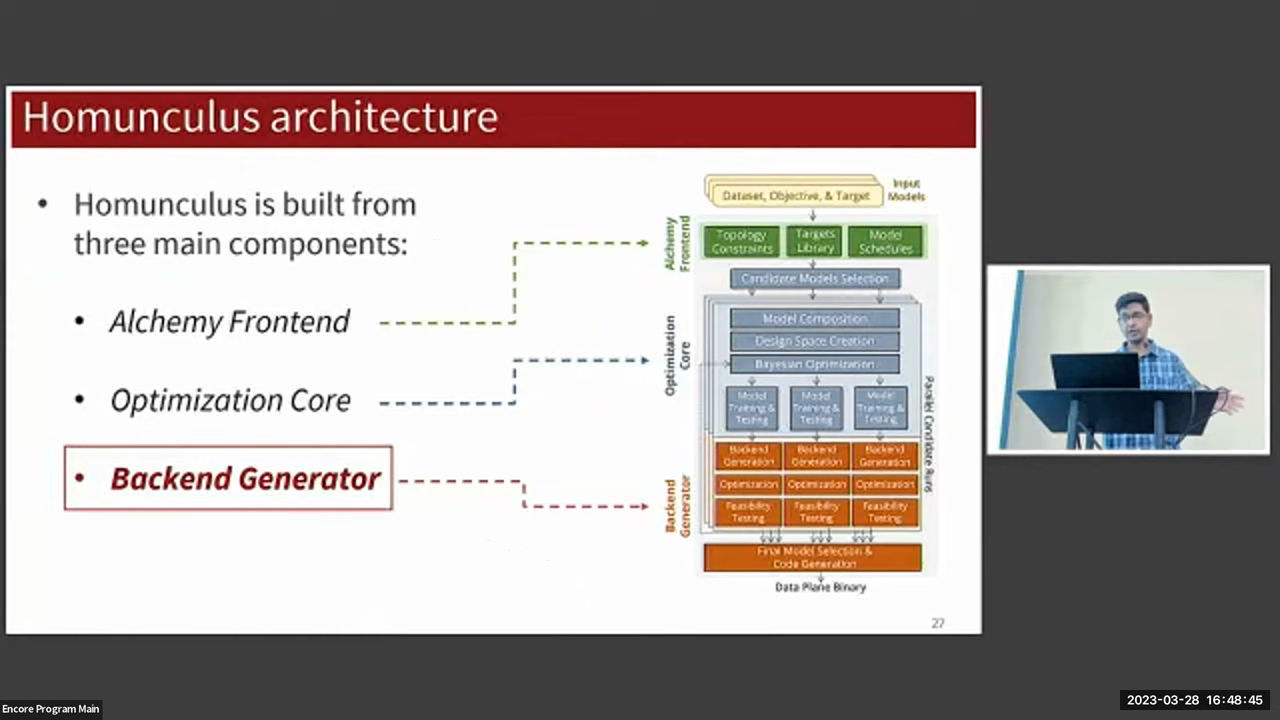 Homunculus architecture
• Homunculus is built from
three main components:
• Alchemy Frontend
• Optimization Core
• Backend Generator
Dataset, Objective, & Target
Input
Models
Alchemy
Frontend
Topology
Constraints
Targets
Library
Model
Schedules
Candidate Models Selection
Optimization
Core
Model Composition
Design Space Creation
Bayesian Optimization
Model
Training &
Testing
Model
Training &
Testing
Model
Training &
Testing
Parallel Candidate Runs
Backend
Generator
Backend
Generation
Backend
Generation
Backend
Generation
Optimization
Optimization
Optimization
Feasibility
Testing
Feasibility
Testing
Feasibility
Testing
Final Model Selection &
Code Generation
Data Plane Binary
27
Encore Program Main
2023-03-28 16:48:45